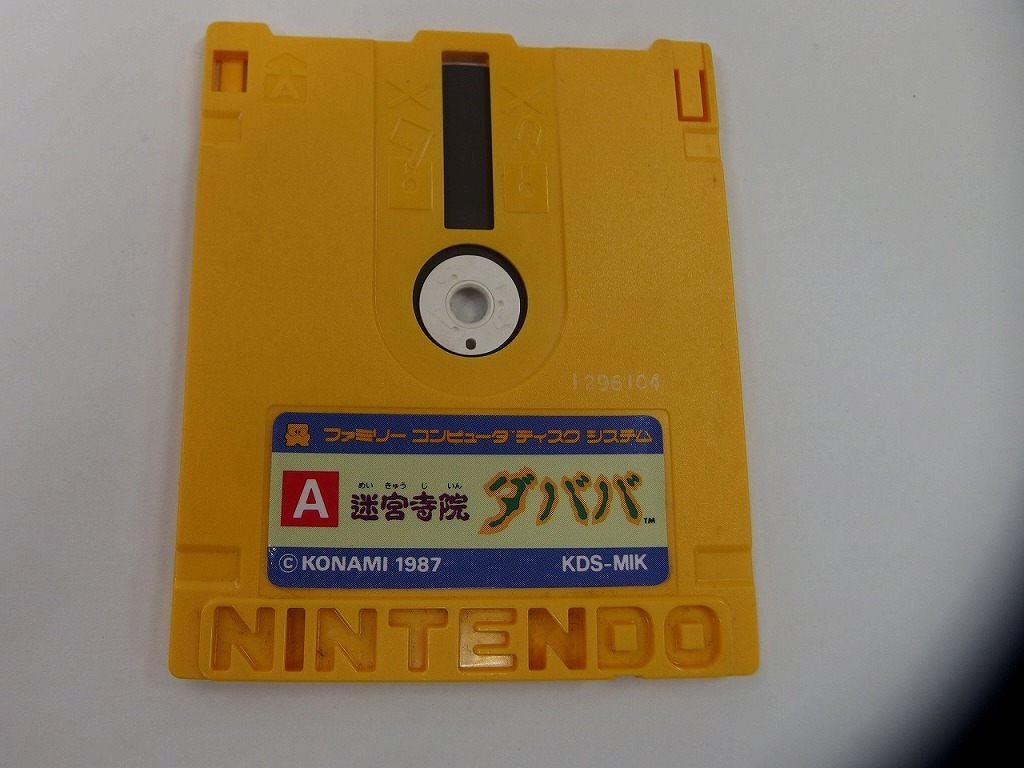 A
1296104
ファミリー コンピュータ ディスク システム
めい きゅう じ いん
A 迷宮寺院 ダババ TM
© KONAMI 1987 KDS-MIK
NINTENDO